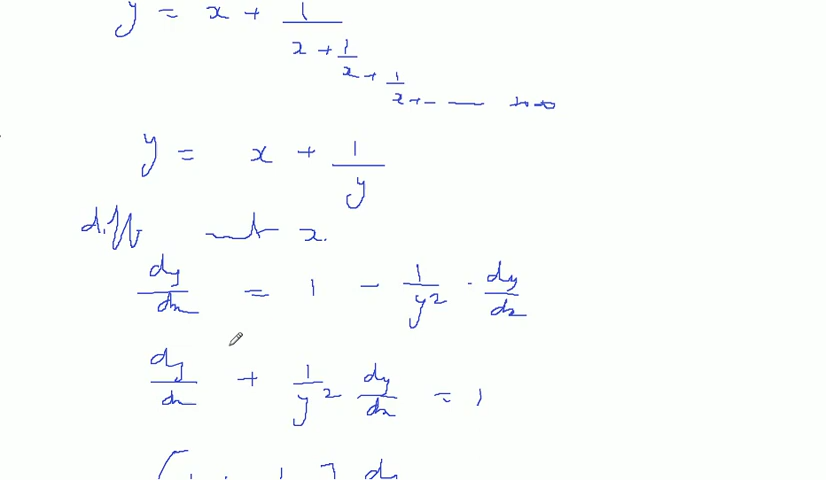 y = x + 1/(x + 1/(x + 1/(x + - —
y = x + 1/y
diff wrt x.
dy/dx = 1 - 1/y² · dy/dx
dy/dx + 1/y² dy/dx = 1